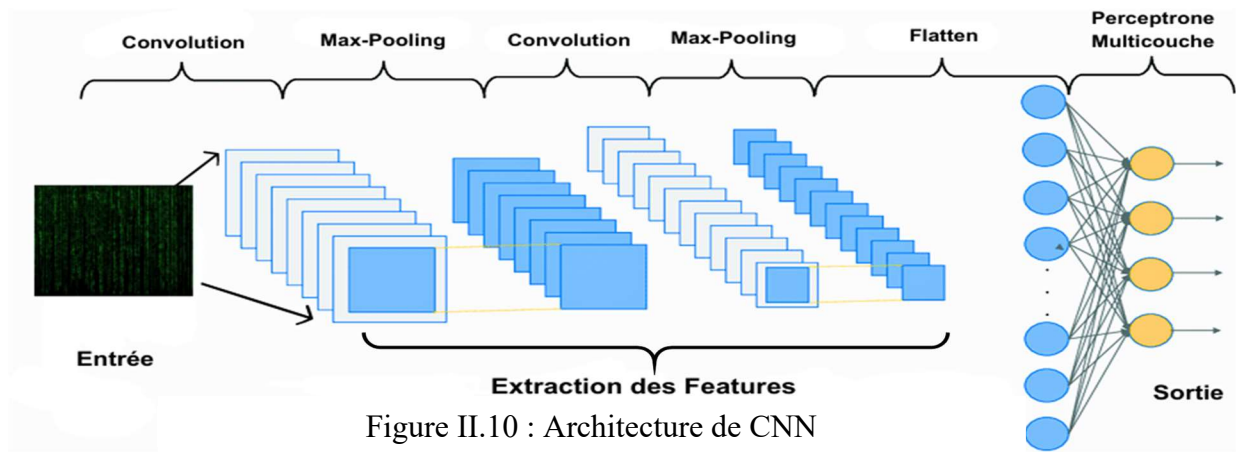 Convolution
Max-Pooling
Convolution
Max-Pooling
Flatten
Perceptrone
Multicouche
Entrée
Extraction des Features
Sortie
Figure II.10 : Architecture de CNN